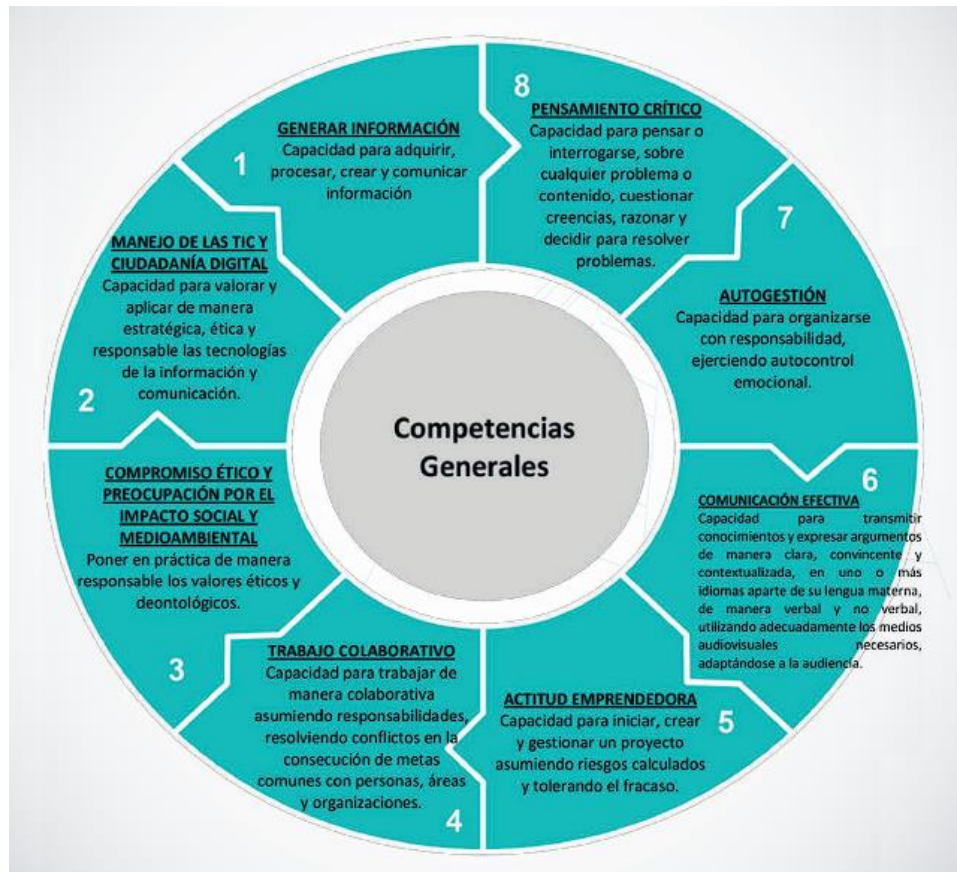 Competencias
Generales
1
GENERAR INFORMACIÓN
Capacidad para adquirir,
procesar, crear y comunicar
información
2
MANEJO DE LAS TIC Y
CIUDADANÍA DIGITAL
Capacidad para valorar y
aplicar de manera
estratégica, ética y
responsable las tecnologías
de la información y
comunicación.
3
COMPROMISO ÉTICO Y
PREOCUPACIÓN POR EL
IMPACTO SOCIAL Y
MEDIOAMBIENTAL
Poner en práctica de manera
responsable los valores éticos y
deontológicos.
4
TRABAJO COLABORATIVO
Capacidad para trabajar de
manera colaborativa
asumiendo responsabilidades,
resolviendo conflictos en la
consecución de metas
comunes con personas, áreas
y organizaciones.
5
ACTITUD EMPRENDEDORA
Capacidad para iniciar, crear
y gestionar un proyecto
asumiendo riesgos calculados
y tolerando el fracaso.
6
COMUNICACIÓN EFECTIVA
Capacidad para transmitir
conocimientos y expresar argumentos
de manera clara, convincente y
contextualizada, en uno o más
idiomas aparte de su lengua materna,
de manera verbal y no verbal,
utilizando adecuadamente los medios
audiovisuales necesarios,
adaptándose a la audiencia.
7
AUTOGESTIÓN
Capacidad para organizarse
con responsabilidad,
ejerciendo autocontrol
emocional.
8
PENSAMIENTO CRÍTICO
Capacidad para pensar o
interrogarse, sobre
cualquier problema o
contenido, cuestionar
creencias, razonar y
decidir para resolver
problemas.